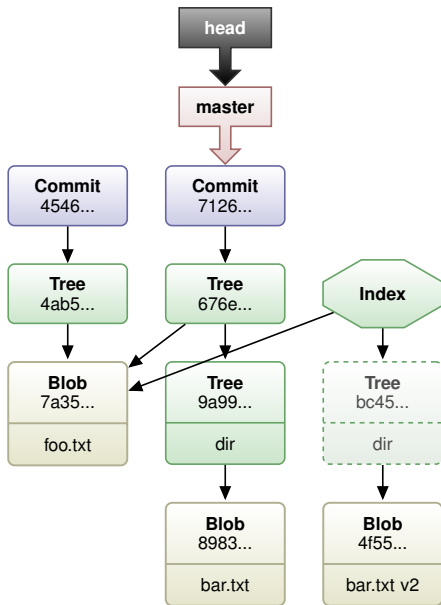 head
master
Commit
4546...
Commit
7126...
Tree
4ab5...
Tree
676e...
Index
Blob
7a35...
foo.txt
Tree
9a99...
dir
Tree
bc45...
dir
Blob
8983...
bar.txt
Blob
4f55...
bar.txt v2